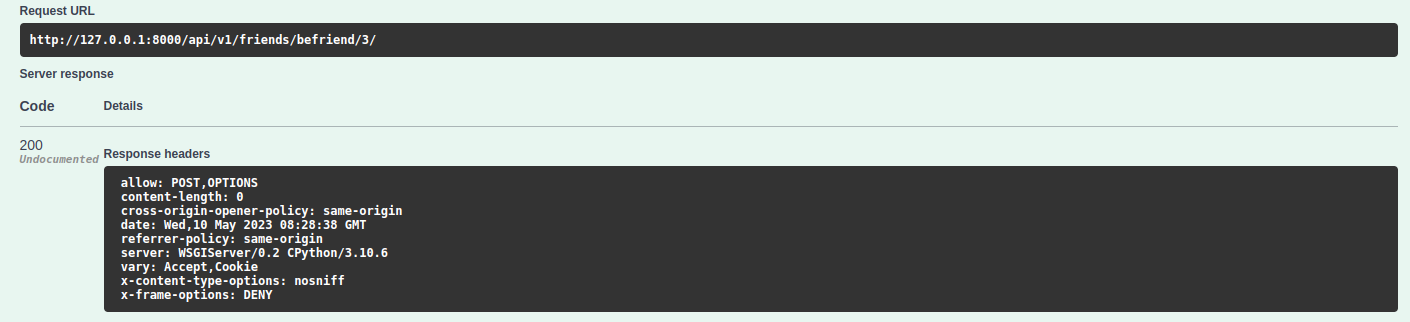 Request URL
http://127.0.0.1:8000/api/v1/friends/befriend/3/
Server response
Code Details
200
Undocumented
Response headers
allow: POST,OPTIONS
content-length: 0
cross-origin-opener-policy: same-origin
date: Wed,10 May 2023 08:28:38 GMT
referrer-policy: same-origin
server: WSGIServer/0.2 CPython/3.10.6
vary: Accept,Cookie
x-content-type-options: nosniff
x-frame-options: DENY